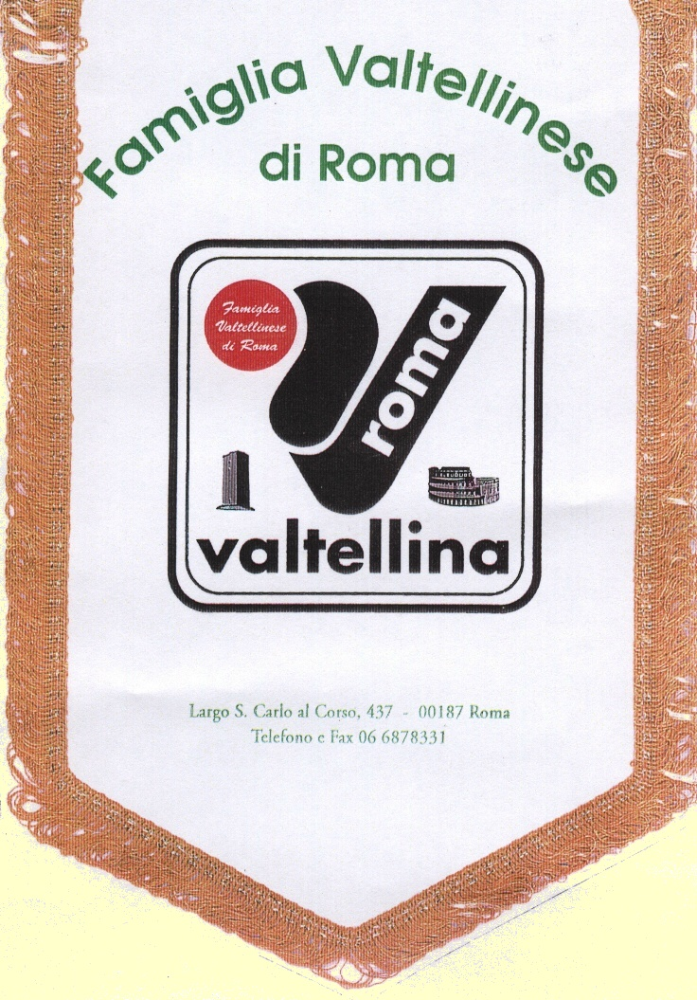 Famiglia Valtellinese
di Roma
Famiglia
Valtellinese
di Roma
roma
valtellina
Largo S. Carlo al Corso, 437 - 00187 Roma
Telefono e Fax 06 6878331